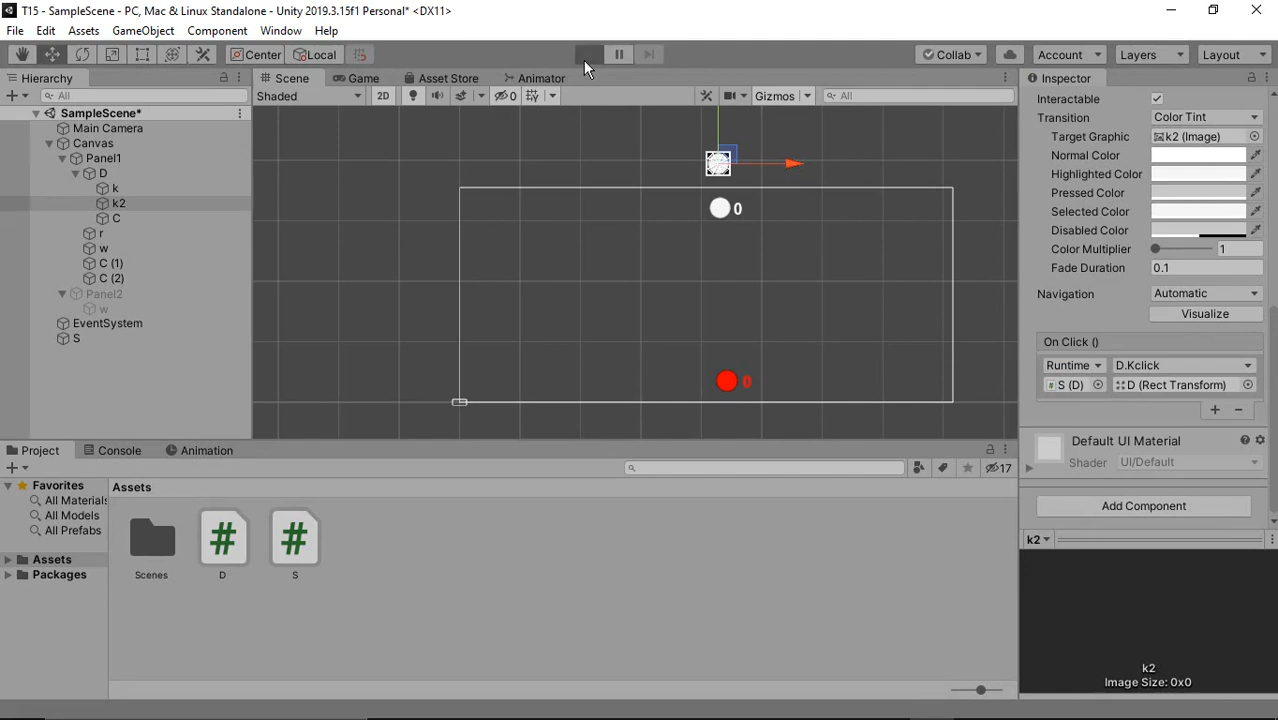 T15 - SampleScene - PC, Mac & Linux Standalone - Unity 2019.3.15f1 Personal* <DX11>
File Edit Assets GameObject Component Window Help
Center Local Collab Account Layers Layout
Hierarchy Scene Game Asset Store Animator Inspector
All Shaded 2D 0 Gizmos All
Interactable
SampleScene*
Transition Color Tint
Main Camera
Target Graphic k2 (Image)
Canvas
Normal Color
Panel1
Highlighted Color
D
Pressed Color
k
Selected Color
k2
0
C
Disabled Color
r
Color Multiplier 1
w
Fade Duration 0.1
C (1)
C (2)
Navigation Automatic
Panel2
Visualize
w
EventSystem
On Click ()
S
Runtime D.Kclick
0
S (D) D (Rect Transform)
Project Console Animation
Default UI Material
Shader UI/Default
17
Favorites
Assets
All Materials
All Models
Add Component
All Prefabs
k2
Assets
Packages
Scenes D S
k2
Image Size: 0x0